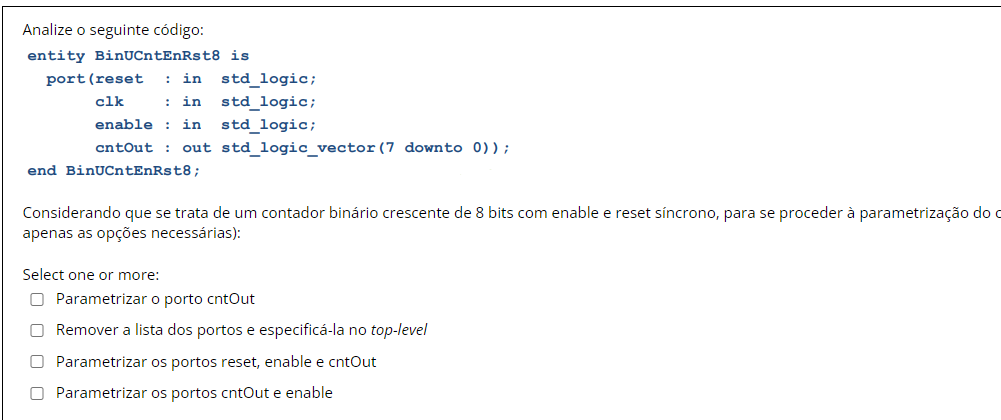 Analize o seguinte código:
entity BinUCntEnRst8 is
port(reset : in std_logic;
clk : in std_logic;
enable : in std_logic;
cntOut : out std_logic_vector(7 downto 0));
end BinUCntEnRst8;
Considerando que se trata de um contador binário crescente de 8 bits com enable e reset síncrono, para se proceder à parametrização do
apenas as opções necessárias):
Select one or more:
Parametrizar o porto cntOut
Remover a lista dos portos e especificá-la no top-level
Parametrizar os portos reset, enable e cntOut
Parametrizar os portos cntOut e enable